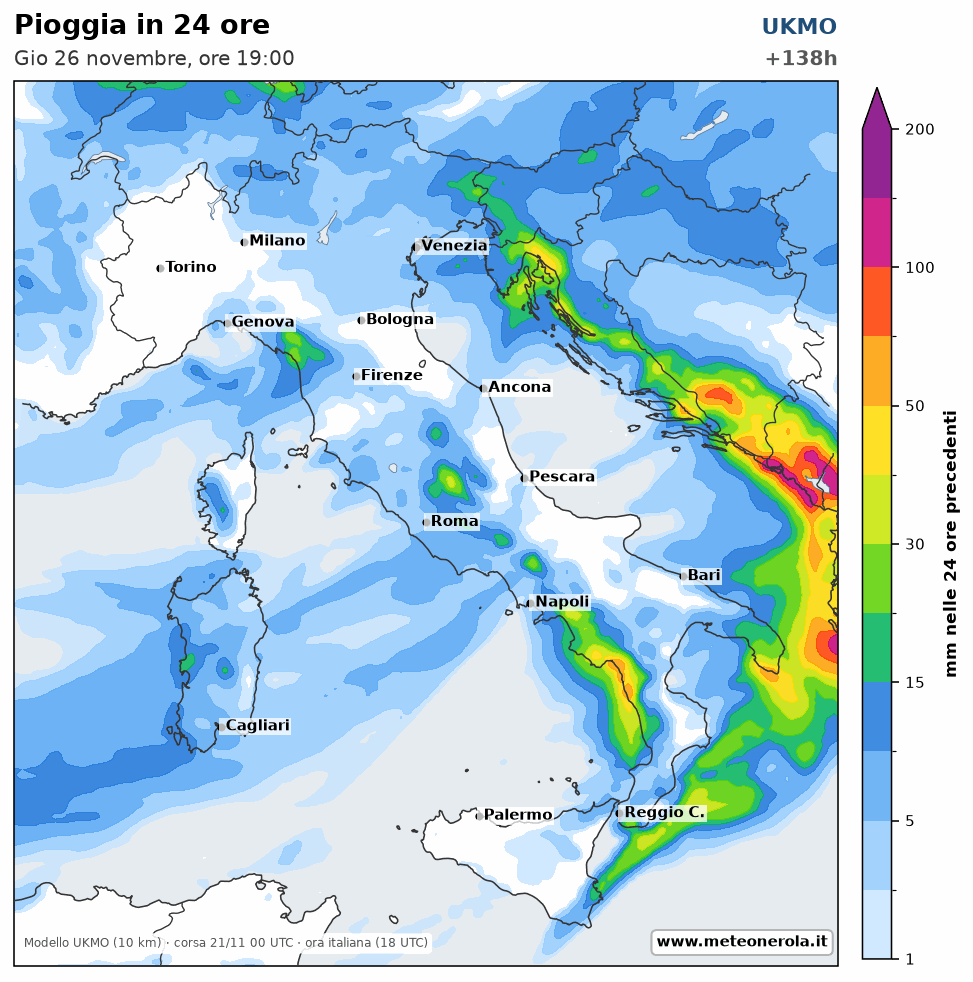 Pioggia in 24 ore
UKMO
Gio 26 novembre, ore 19:00
+138h
200
Milano
Venezia
Torino
100
Genova
Bologna
Firenze
Ancona
50
Pescara
Roma
30
Bari
Napoli
15
Cagliari
Palermo
Reggio C.
5
mm nelle 24 ore precedenti
Modello UKMO (10 km) · corsa 21/11 00 UTC · ora italiana (18 UTC)
www.meteonerola.it
1